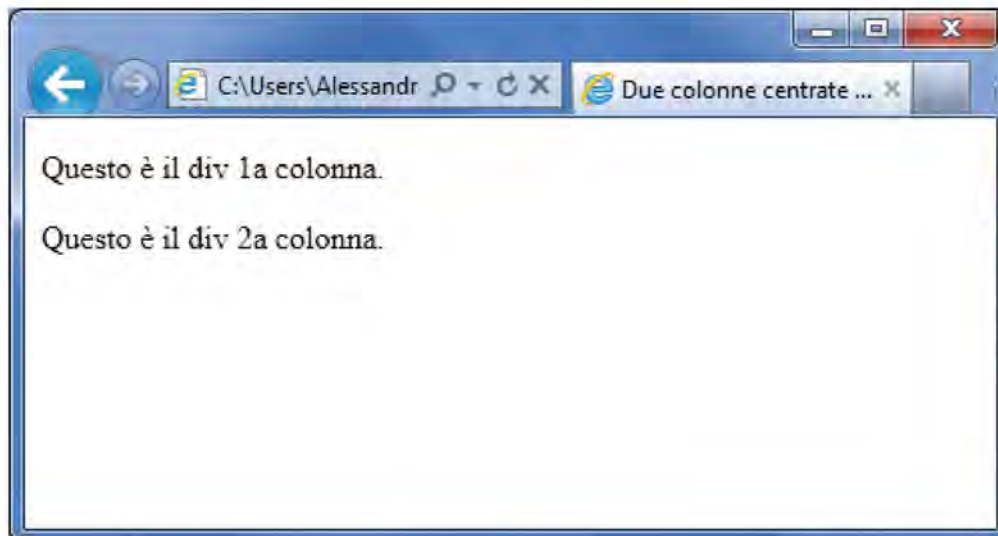 C:\Users\Alessandr
Due colonne centrate ...
Questo è il div 1a colonna.
Questo è il div 2a colonna.